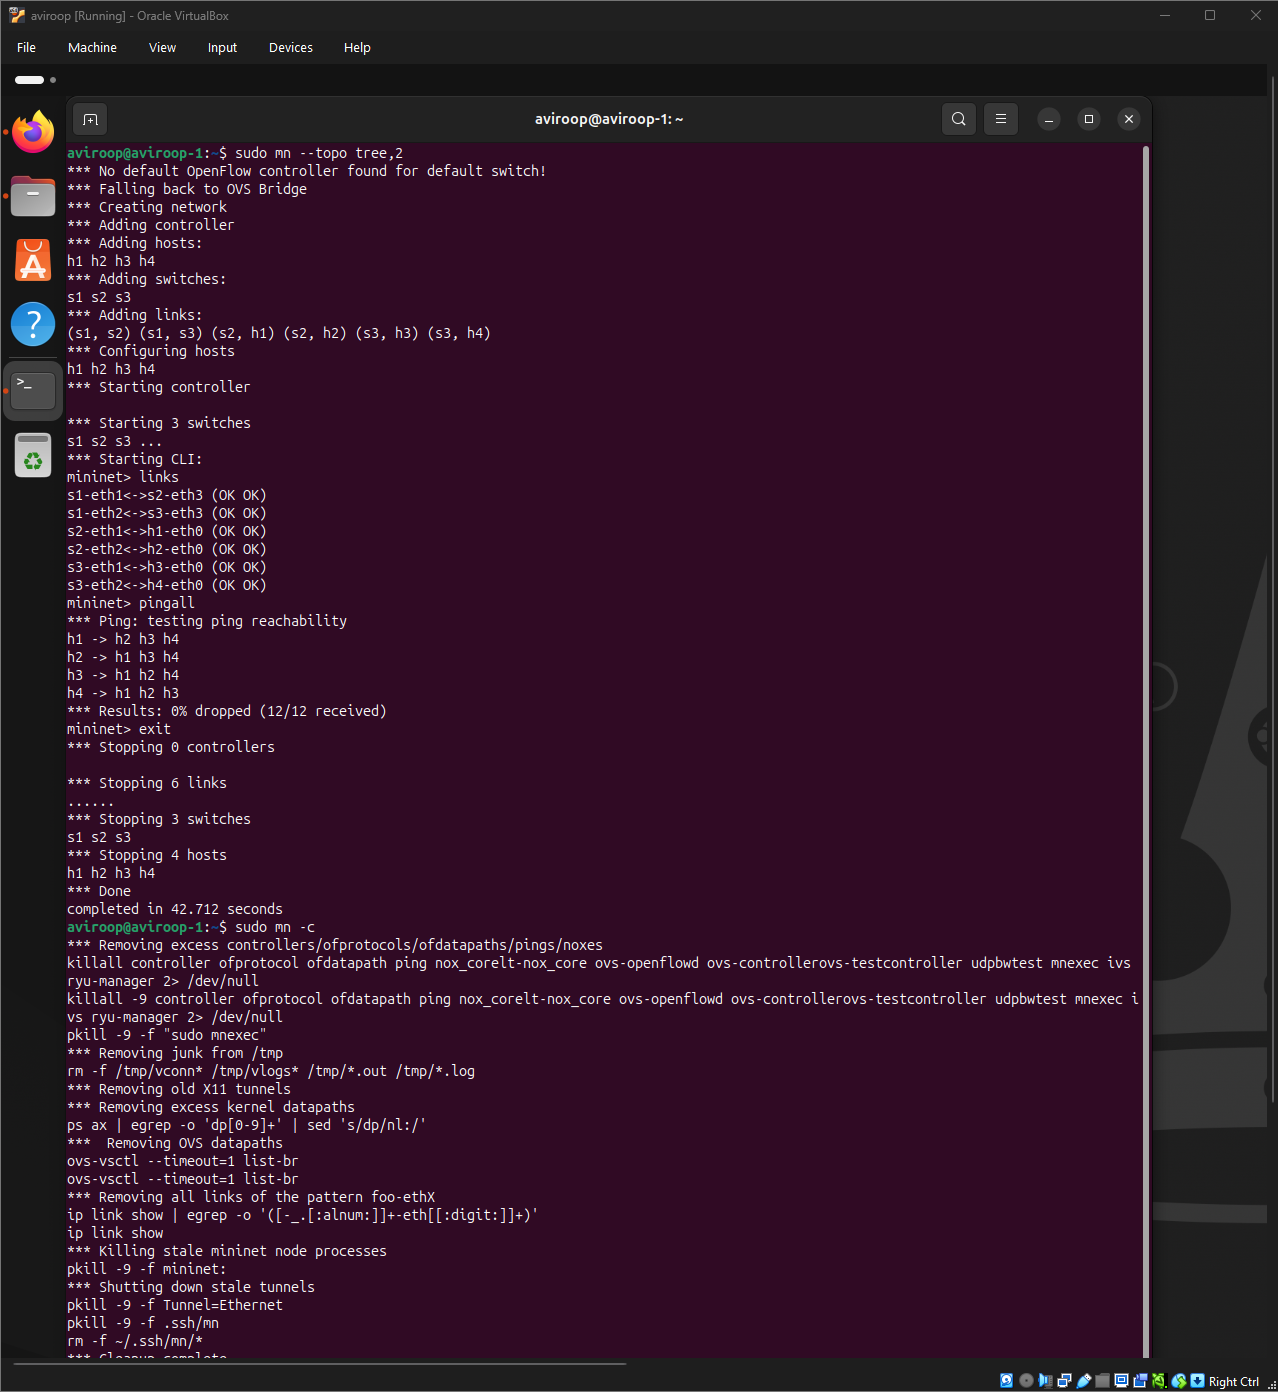 aviroop [Running] - Oracle VirtualBox
File Machine View Input Devices Help
aviroop@aviroop-1: ~
aviroop@aviroop-1:~$ sudo mn --topo tree,2
*** No default OpenFlow controller found for default switch!
*** Falling back to OVS Bridge
*** Creating network
*** Adding controller
*** Adding hosts:
h1 h2 h3 h4
*** Adding switches:
s1 s2 s3
*** Adding links:
(s1, s2) (s1, s3) (s2, h1) (s2, h2) (s3, h3) (s3, h4)
*** Configuring hosts
h1 h2 h3 h4
*** Starting controller

*** Starting 3 switches
s1 s2 s3 ...
*** Starting CLI:
mininet> links
s1-eth1<->s2-eth3 (OK OK)
s1-eth2<->s3-eth3 (OK OK)
s2-eth1<->h1-eth0 (OK OK)
s2-eth2<->h2-eth0 (OK OK)
s3-eth1<->h3-eth0 (OK OK)
s3-eth2<->h4-eth0 (OK OK)
mininet> pingall
*** Ping: testing ping reachability
h1 -> h2 h3 h4
h2 -> h1 h3 h4
h3 -> h1 h2 h4
h4 -> h1 h2 h3
*** Results: 0% dropped (12/12 received)
mininet> exit
*** Stopping 0 controllers

*** Stopping 6 links
......
*** Stopping 3 switches
s1 s2 s3
*** Stopping 4 hosts
h1 h2 h3 h4
*** Done
completed in 42.712 seconds
aviroop@aviroop-1:~$ sudo mn -c
*** Removing excess controllers/ofprotocols/ofdatapaths/pings/noxes
killall controller ofprotocol ofdatapath ping nox_corelt-nox_core ovs-openflowd ovs-controllerovs-testcontroller udpbwtest mnexec ivs
ryu-manager 2> /dev/null
killall -9 controller ofprotocol ofdatapath ping nox_corelt-nox_core ovs-openflowd ovs-controllerovs-testcontroller udpbwtest mnexec i
vs ryu-manager 2> /dev/null
pkill -9 -f "sudo mnexec"
*** Removing junk from /tmp
rm -f /tmp/vconn* /tmp/vlogs* /tmp/*.out /tmp/*.log
*** Removing old X11 tunnels
*** Removing excess kernel datapaths
ps ax | egrep -o 'dp[0-9]+' | sed 's/dp/nl:/'
***  Removing OVS datapaths
ovs-vsctl --timeout=1 list-br
ovs-vsctl --timeout=1 list-br
*** Removing all links of the pattern foo-ethX
ip link show | egrep -o '([-_.[:alnum:]]+-eth[[:digit:]]+)'
ip link show
*** Killing stale mininet node processes
pkill -9 -f mininet:
*** Shutting down stale tunnels
pkill -9 -f Tunnel=Ethernet
pkill -9 -f .ssh/mn
rm -f ~/.ssh/mn/*
*** Cleanup complete
Right Ctrl